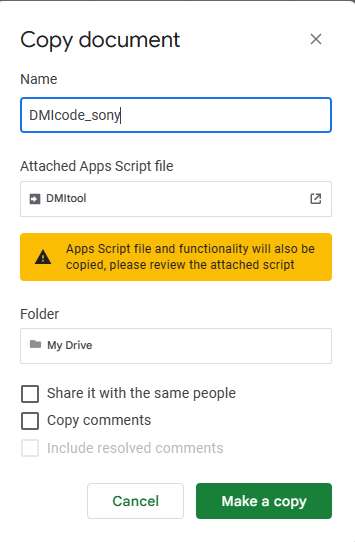 Copy document
Name
DMIcode_sony
Attached Apps Script file
DMItool
Apps Script file and functionality will also be
copied, please review the attached script
Folder
My Drive
Share it with the same people
Copy comments
Include resolved comments
Cancel
Make a copy